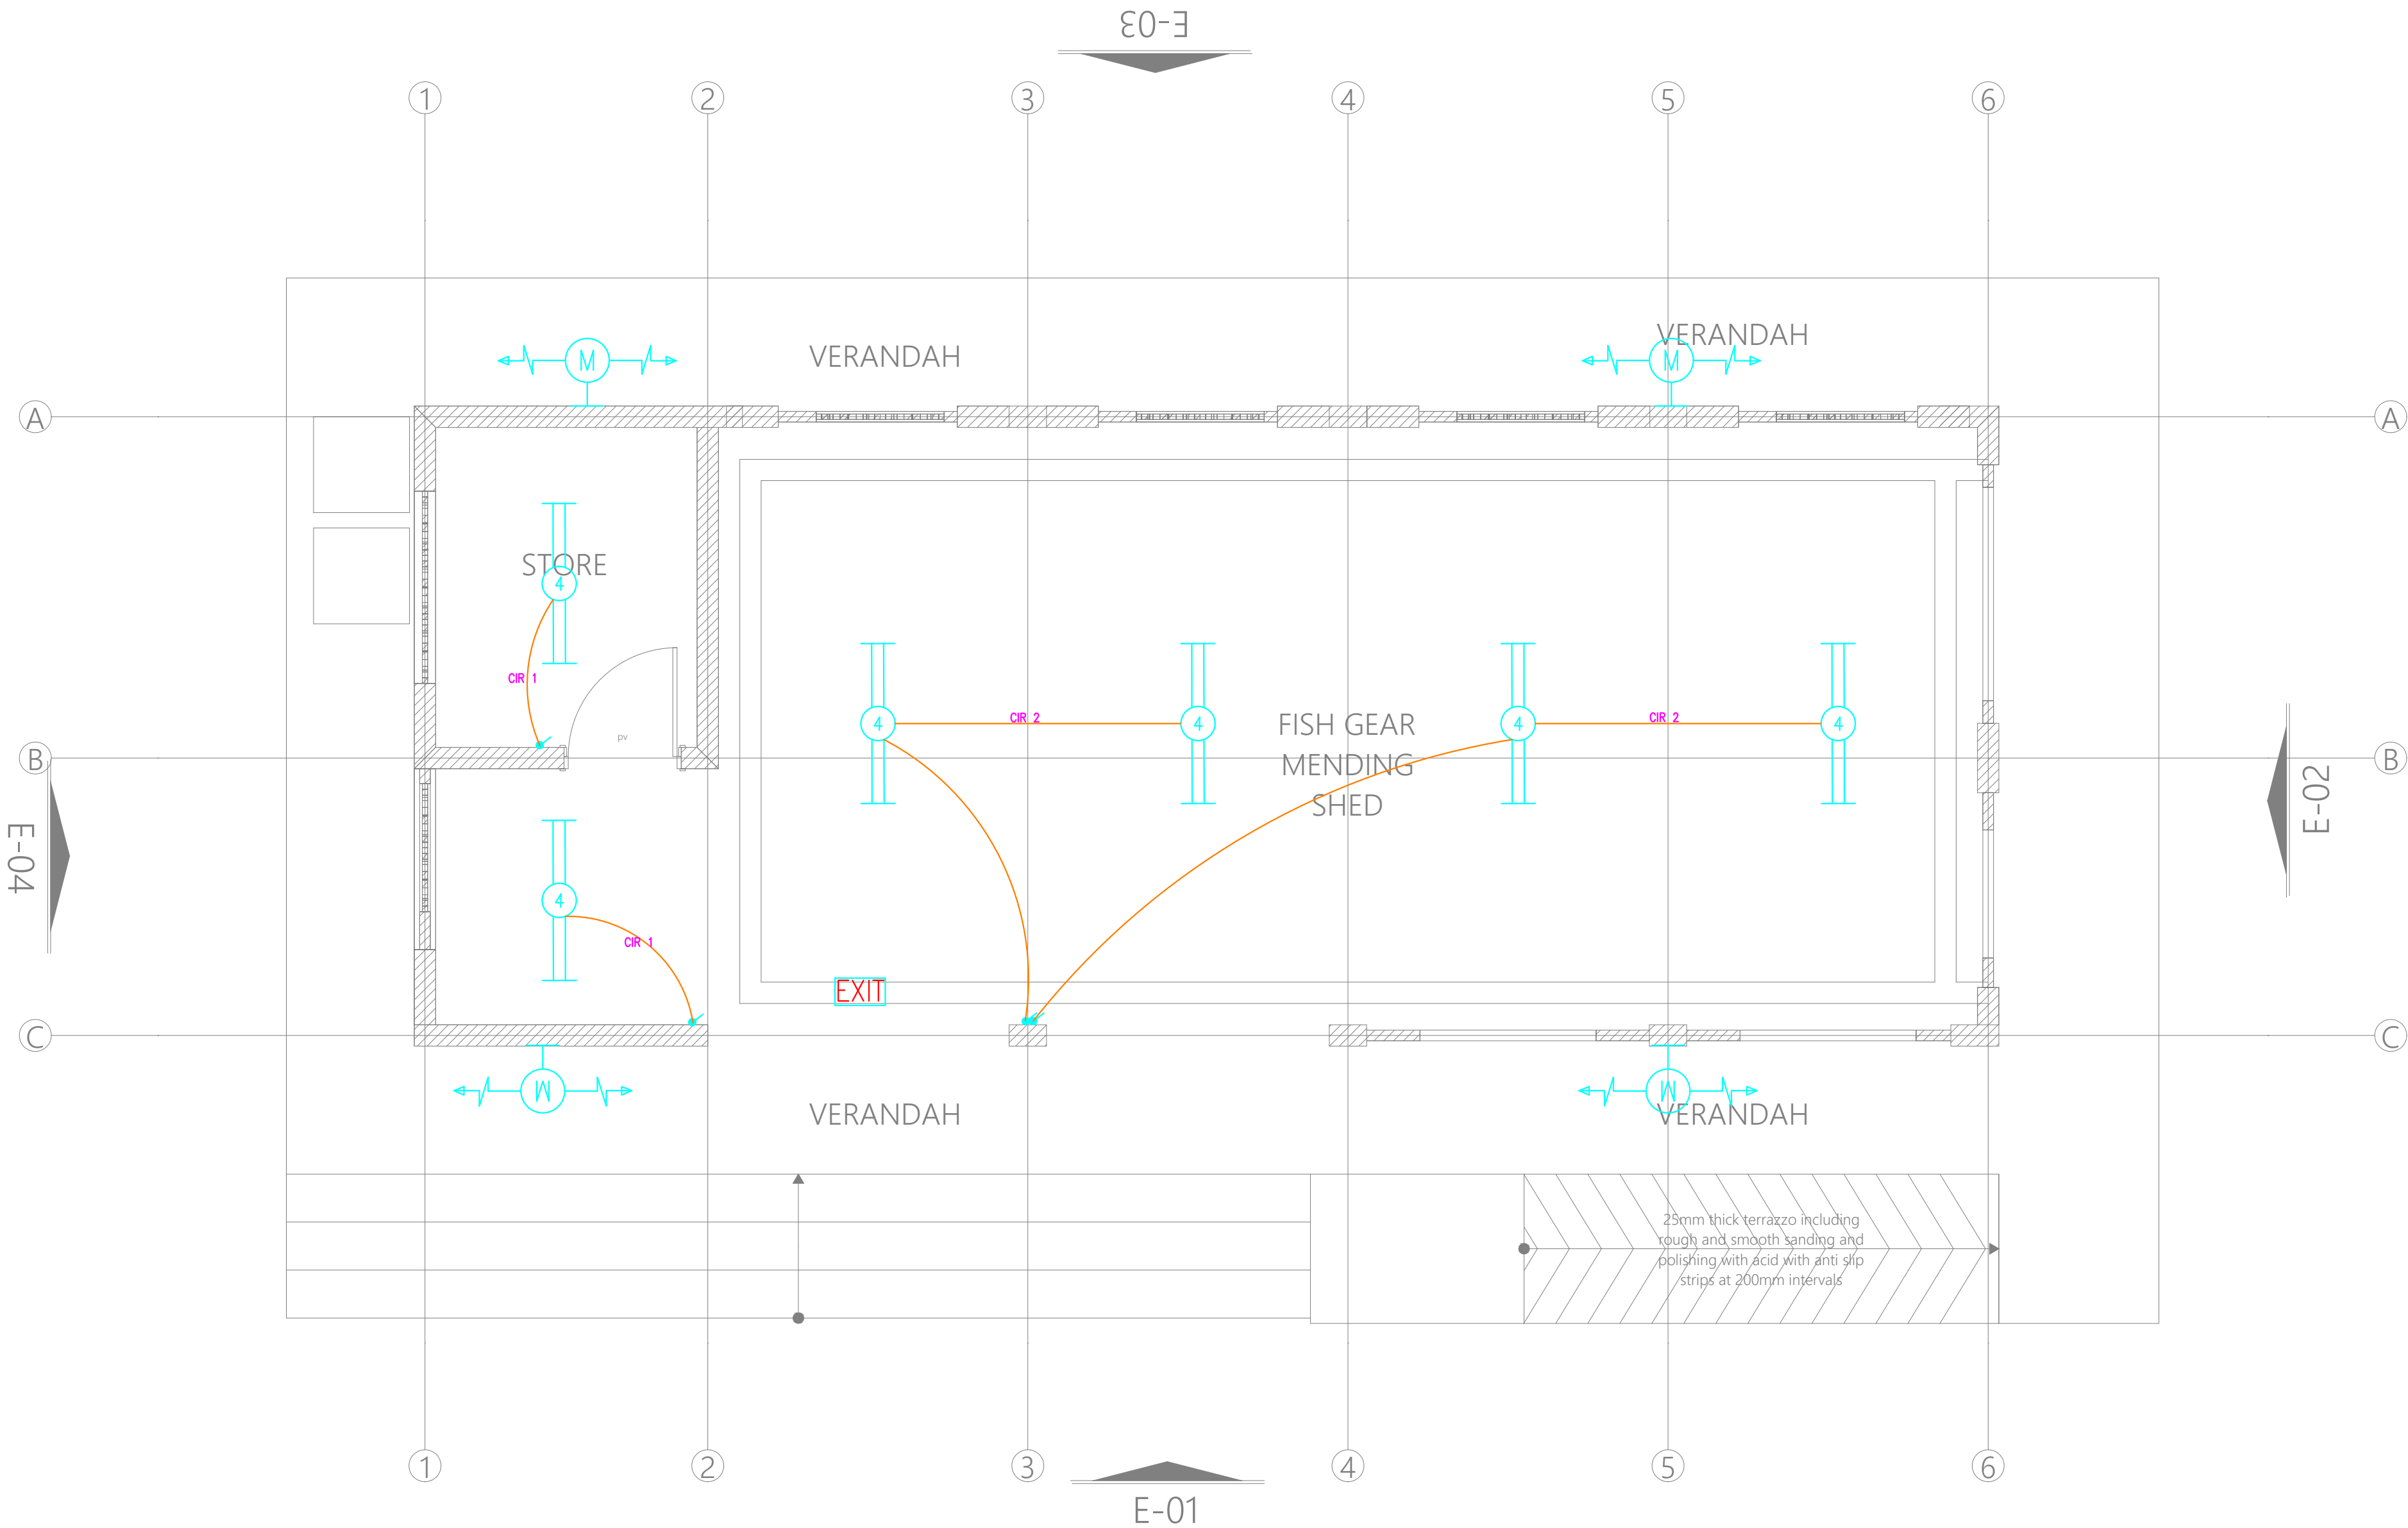 E-03
1 2 3 4 5 6
VERANDAH
VERANDAH
M
M
A
A
STORE
4
CIR 1
pv
4
CIR 2
4
4
CIR 2
4
FISH GEAR
MENDING
SHED
B
B
E-04
E-02
4
CIR 1
EXIT
C
C
M
M
VERANDAH
VERANDAH
25mm thick terrazzo including
rough and smooth sanding and
polishing with acid with anti slip
strips at 200mm intervals
1 2 3 4 5 6
E-01